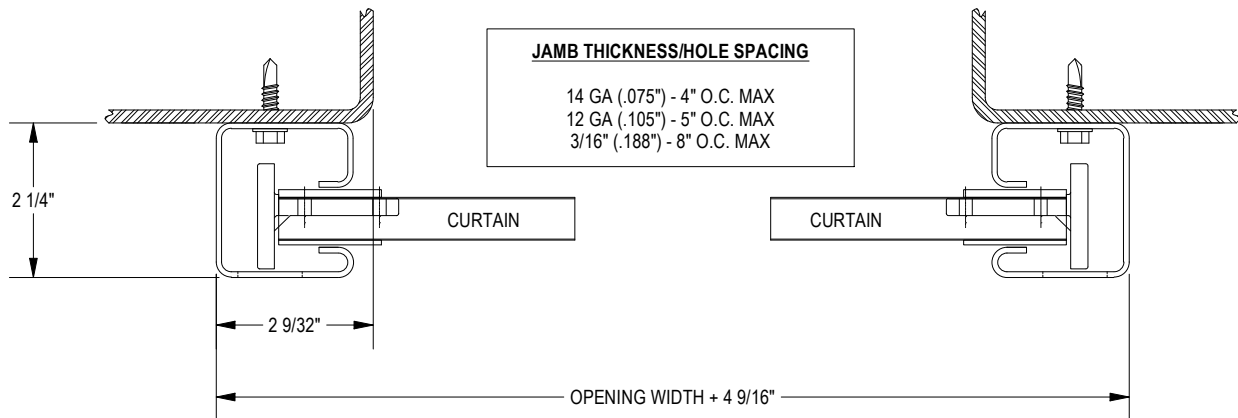 JAMB THICKNESS/HOLE SPACING
14 GA (.075") - 4" O.C. MAX
12 GA (.105") - 5" O.C. MAX
3/16" (.188") - 8" O.C. MAX
2 1/4"
CURTAIN
CURTAIN
2 9/32"
OPENING WIDTH + 4 9/16"